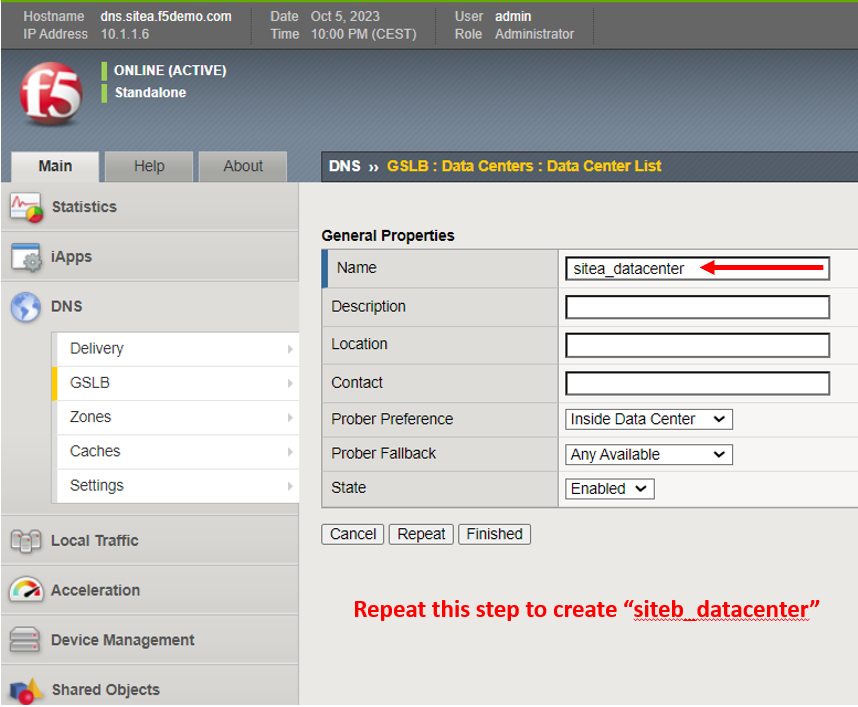 Hostname dns.sitea.f5demo.com Date Oct 5, 2023 User admin
IP Address 10.1.1.6 Time 10:00 PM (CEST) Role Administrator
f5
ONLINE (ACTIVE)
Standalone
Main Help About
DNS ›› GSLB : Data Centers : Data Center List
Statistics
iApps
DNS
Delivery
GSLB
Zones
Caches
Settings
Local Traffic
Acceleration
Device Management
Shared Objects
General Properties
Name sitea_datacenter
Description
Location
Contact
Prober Preference Inside Data Center
Prober Fallback Any Available
State Enabled
Cancel Repeat Finished
Repeat this step to create “siteb_datacenter”